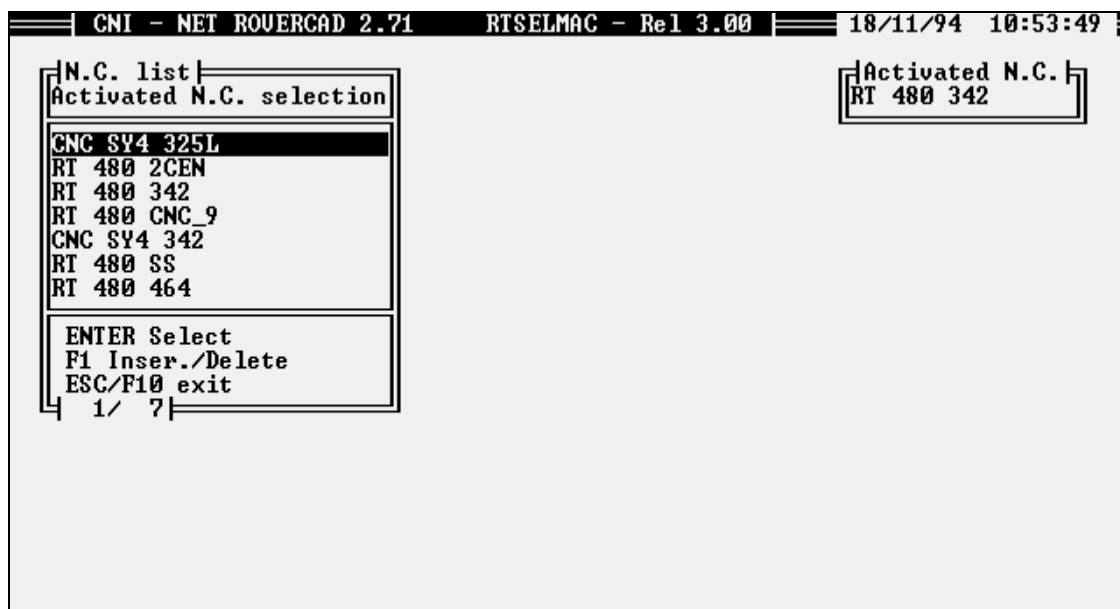 CNI - NET ROVERCAD 2.71 RTSELMAC - Rel 3.00 18/11/94 10:53:49
N.C. list
Activated N.C. selection
CNC SY4 325L
RT 480 2CEN
RT 480 342
RT 480 CNC_9
CNC SY4 342
RT 480 SS
RT 480 464
ENTER Select
F1 Inser./Delete
ESC/F10 exit
1/ 7
Activated N.C.
RT 480 342